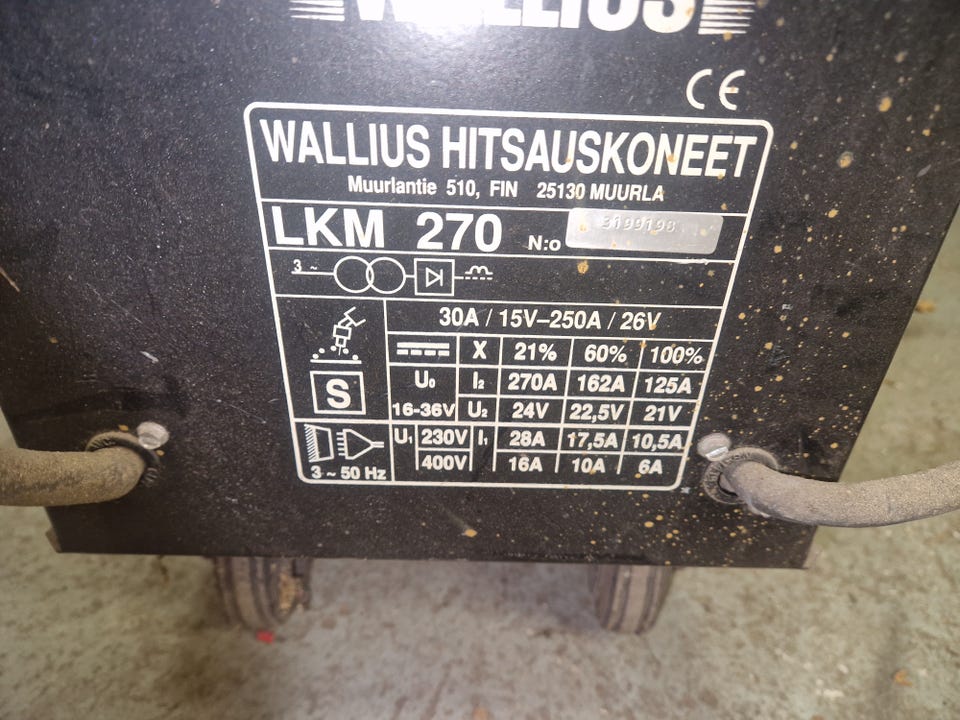 WALLIUS
CE
WALLIUS HITSAUSKONEET
Muurlantie 510, FIN 25130 MUURLA
LKM 270 N:o 3199198
3 ~
30A / 15V–250A / 26V
X 21% 60% 100%
U0 I2 270A 162A 125A
S 16-36V U2 24V 22,5V 21V
U1 230V I1 28A 17,5A 10,5A
3 ~ 50 Hz 400V 16A 10A 6A